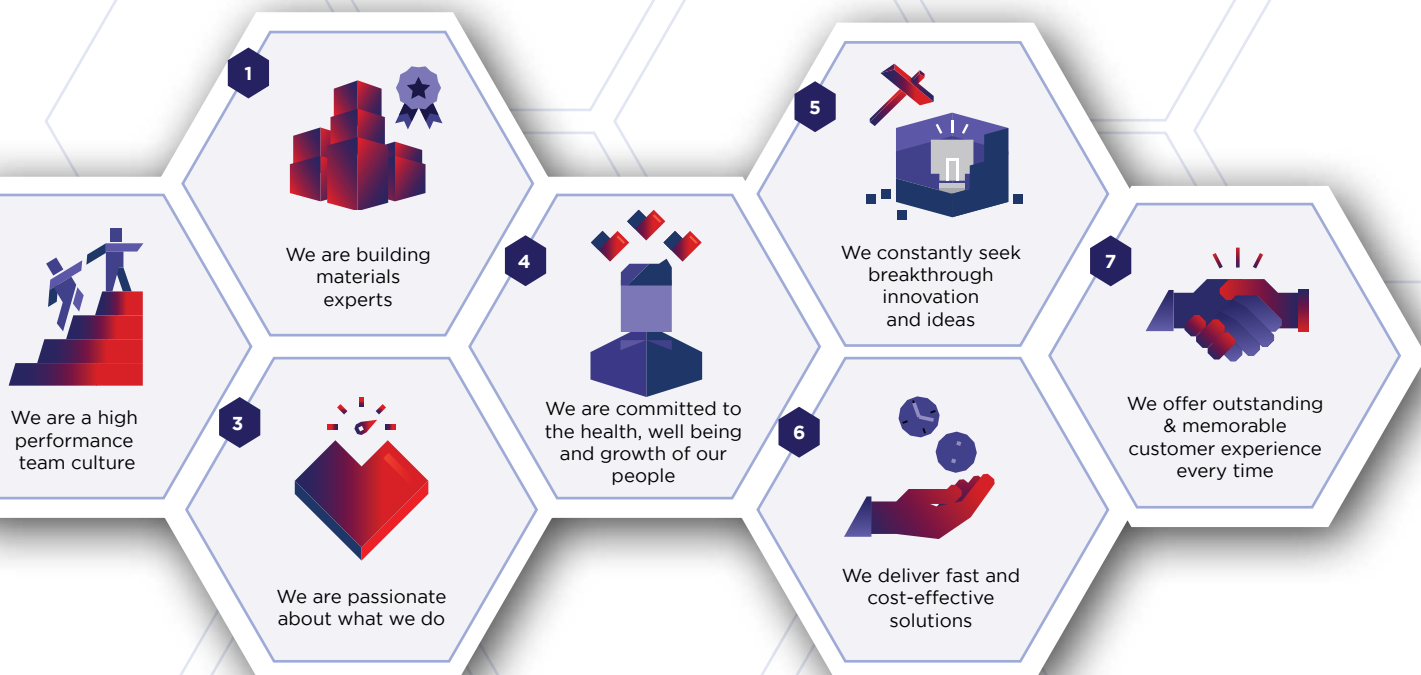 1
We are building
materials
experts
We are a high
performance
team culture
3
We are passionate
about what we do
4
We are committed to
the health, well being
and growth of our
people
5
We constantly seek
breakthrough
innovation
and ideas
6
We deliver fast and
cost-effective
solutions
7
We offer outstanding
& memorable
customer experience
every time